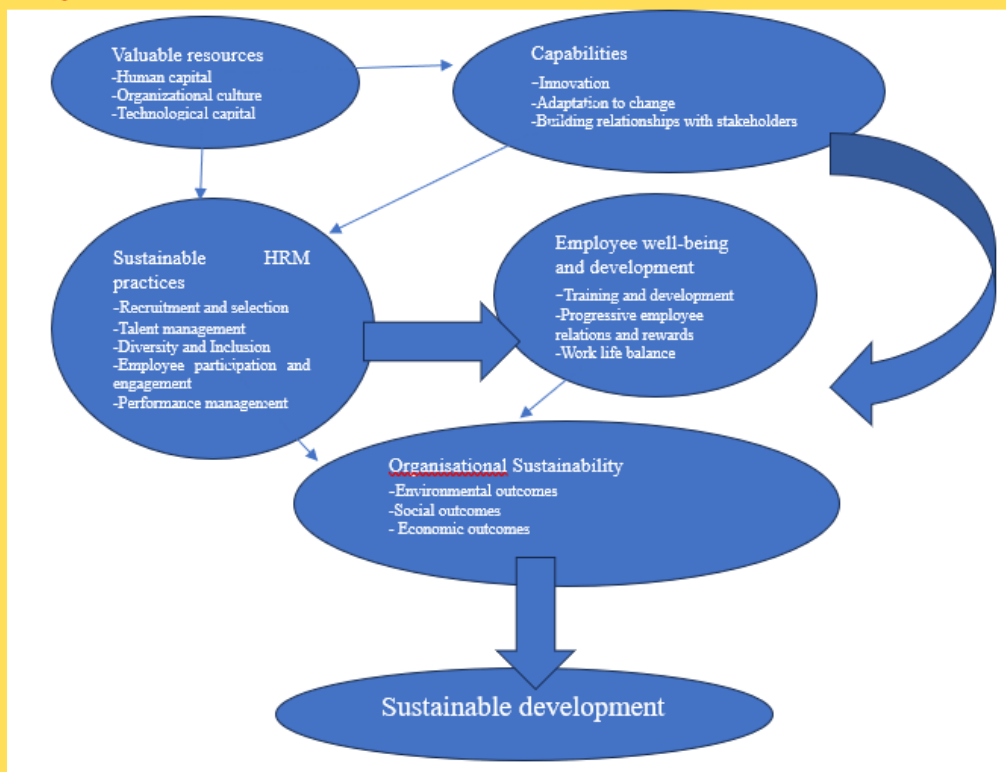 Valuable resources
-Human capital
-Organizational culture
-Technological capital
Capabilities
-Innovation
-Adaptation to change
-Building relationships with stakeholders
Sustainable HRM
practices
-Recruitment and selection
-Talent management
-Diversity and Inclusion
-Employee participation and
engagement
-Performance management
Employee well-being
and development
-Training and development
-Progressive employee
relations and rewards
-Work life balance
Organisational Sustainability
-Environmental outcomes
-Social outcomes
- Economic outcomes
Sustainable development